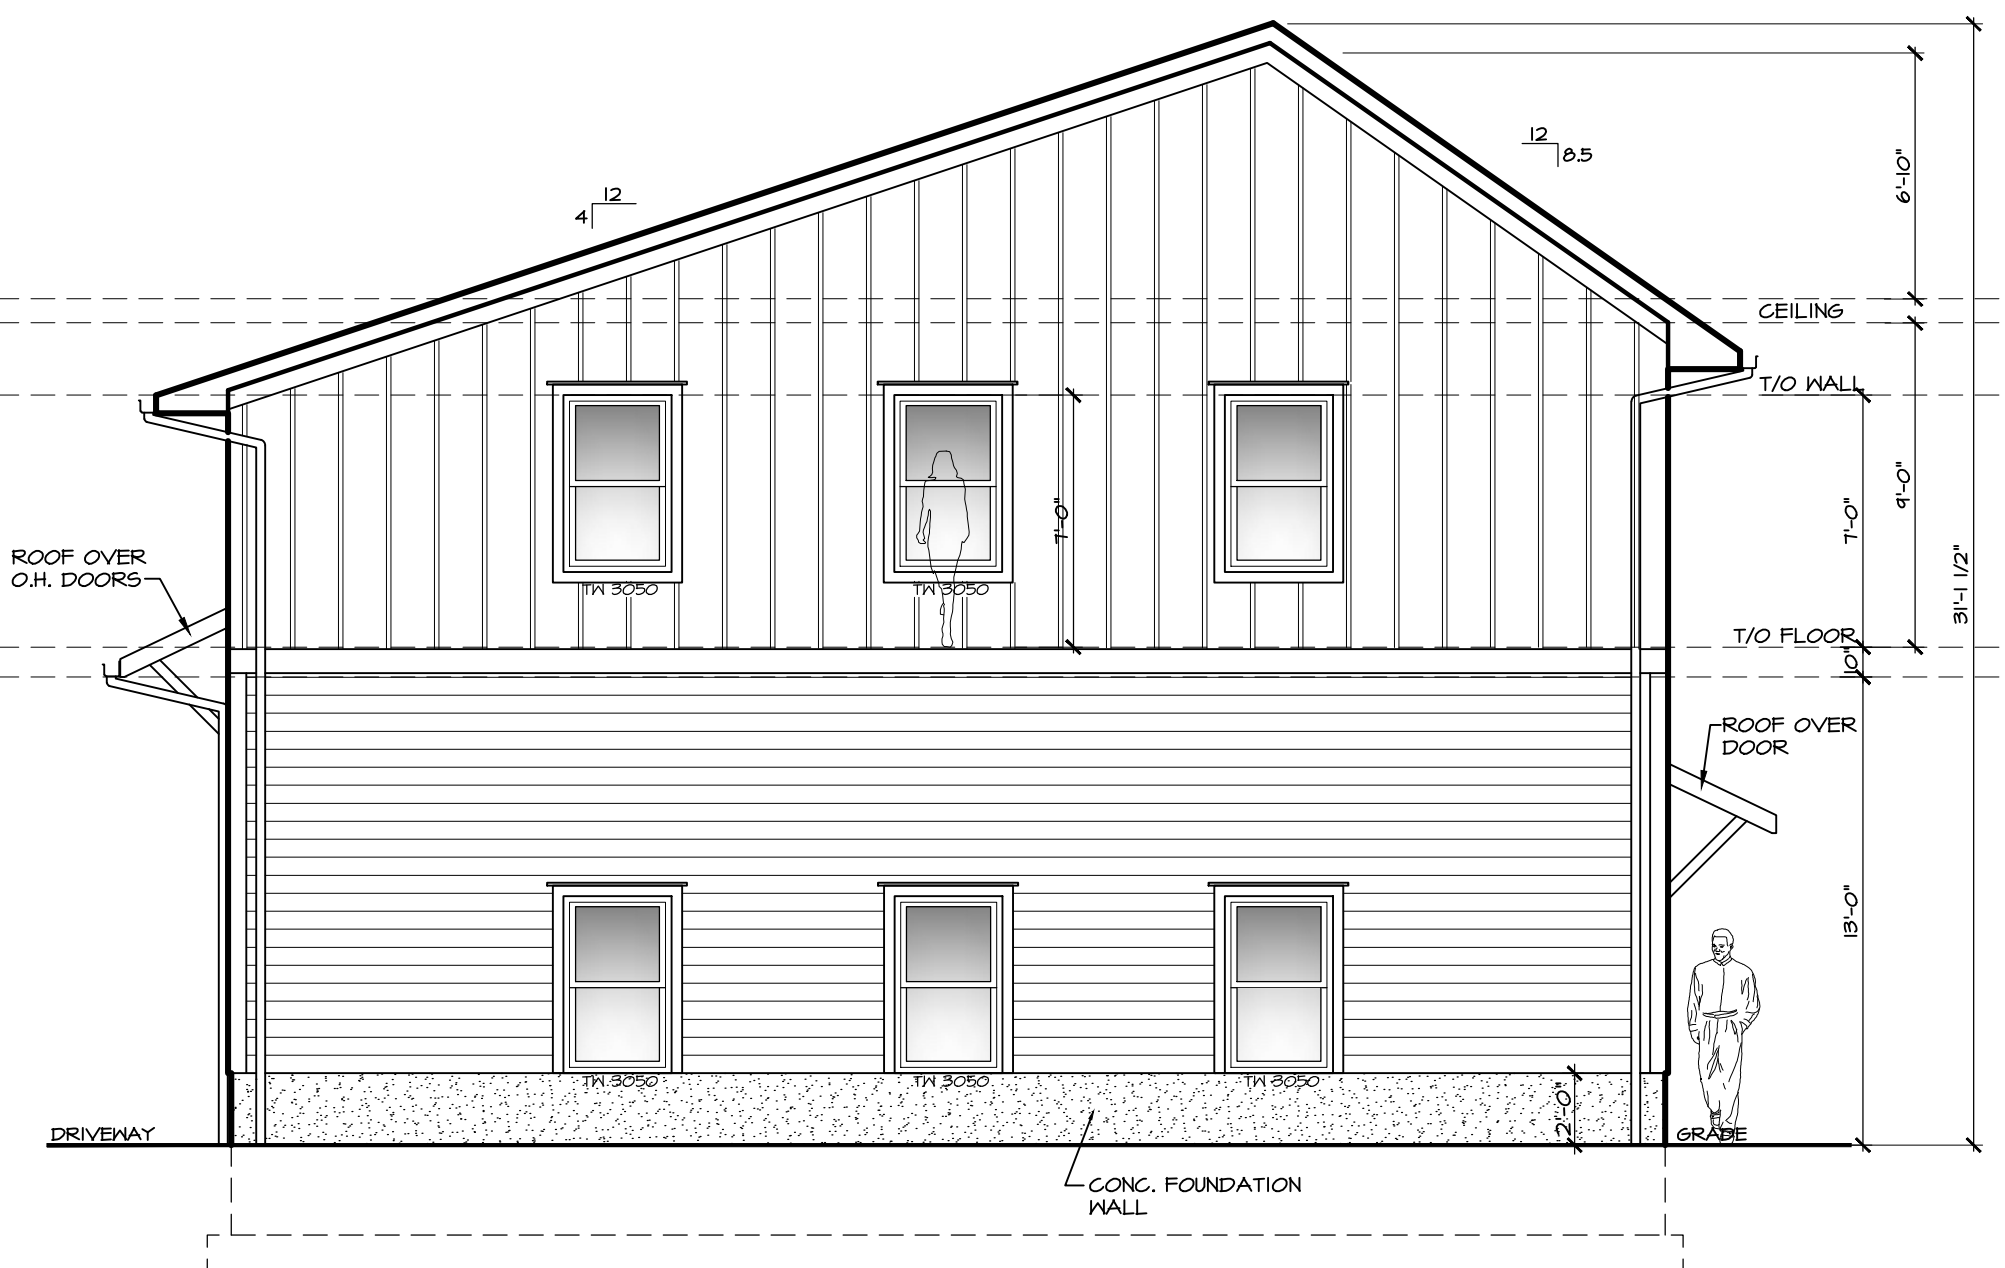 12
8.5
6'-10"
12
4
CEILING
T/O WALL
9'-0"
7'-0"
7'-0"
31'-1 1/2"
ROOF OVER
O.H. DOORS
TW 3050
TW 3050
T/O FLOOR
10"
ROOF OVER
DOOR
13'-0"
TW 3050
TW 3050
TW 3050
2'-0"
DRIVEWAY
GRADE
CONC. FOUNDATION
WALL